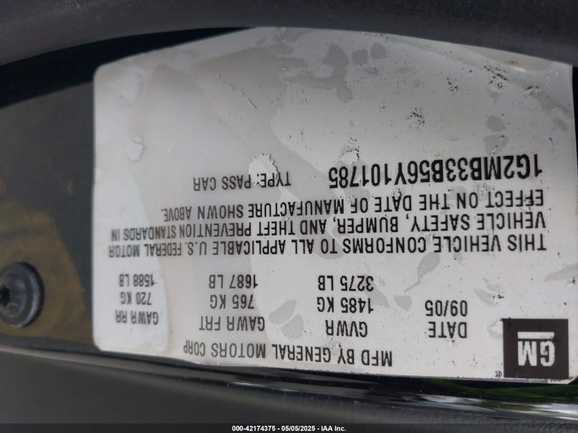 GM
MFD BY GENERAL MOTORS CORP
DATE GVWR GAWR FRT GAWR RR
09/05 1485 KG 765 KG 720 KG
3275 LB 1687 LB 1588 LB
THIS VEHICLE CONFORMS TO ALL APPLICABLE U.S. FEDERAL MOTOR
VEHICLE SAFETY, BUMPER, AND THEFT PREVENTION STANDARDS IN
EFFECT ON THE DATE OF MANUFACTURE SHOWN ABOVE.
1G2MB33B56Y101785 TYPE: PASS CAR
000-42174375 - 05/05/2025 - IAA Inc.